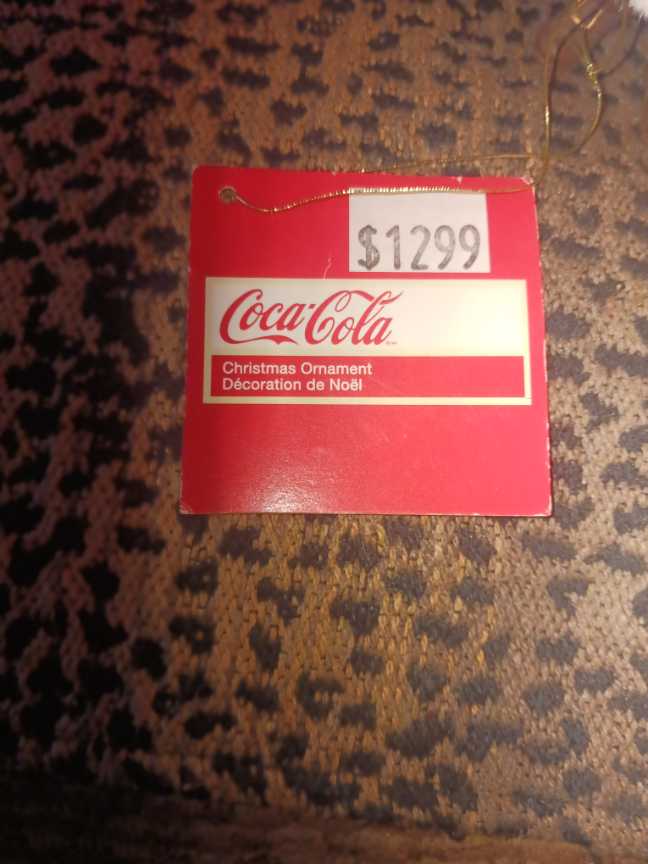 $1299
Coca-Cola
Christmas Ornament
Décoration de Noël